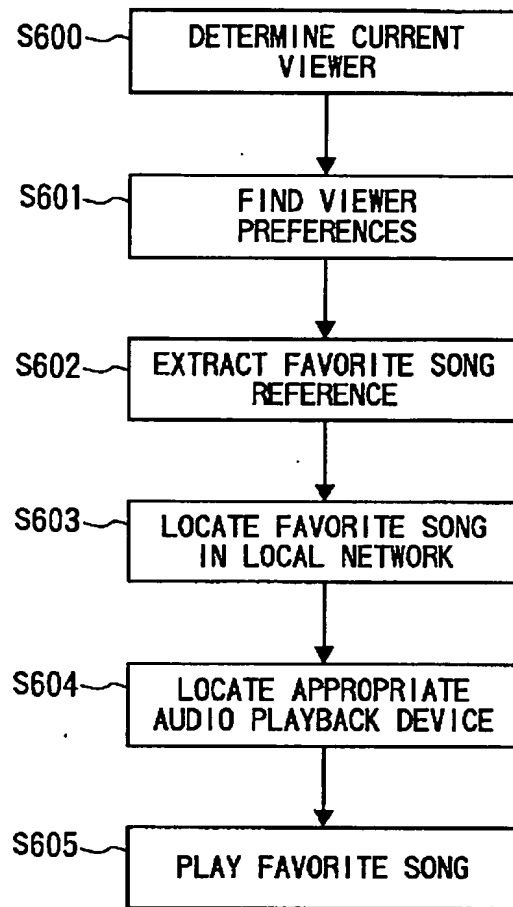 S600
DETERMINE CURRENT
VIEWER
S601
FIND VIEWER
PREFERENCES
S602
EXTRACT FAVORITE SONG
REFERENCE
S603
LOCATE FAVORITE SONG
IN LOCAL NETWORK
S604
LOCATE APPROPRIATE
AUDIO PLAYBACK DEVICE
S605
PLAY FAVORITE SONG